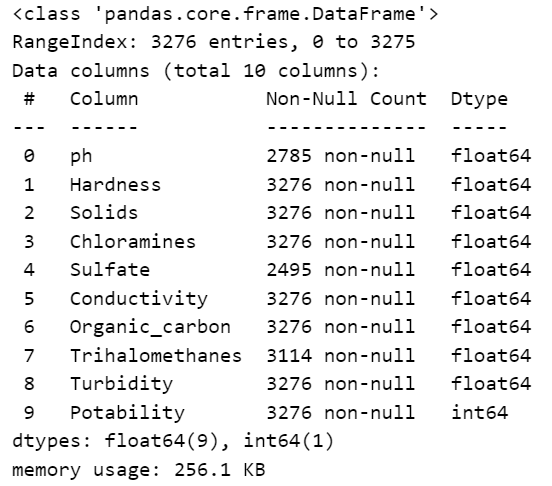 <class 'pandas.core.frame.DataFrame'>
RangeIndex: 3276 entries, 0 to 3275
Data columns (total 10 columns):
 #   Column           Non-Null Count  Dtype
---  ------           --------------  -----
 0   ph               2785 non-null   float64
 1   Hardness         3276 non-null   float64
 2   Solids           3276 non-null   float64
 3   Chloramines      3276 non-null   float64
 4   Sulfate          2495 non-null   float64
 5   Conductivity     3276 non-null   float64
 6   Organic_carbon   3276 non-null   float64
 7   Trihalomethanes  3114 non-null   float64
 8   Turbidity        3276 non-null   float64
 9   Potability       3276 non-null   int64
dtypes: float64(9), int64(1)
memory usage: 256.1 KB